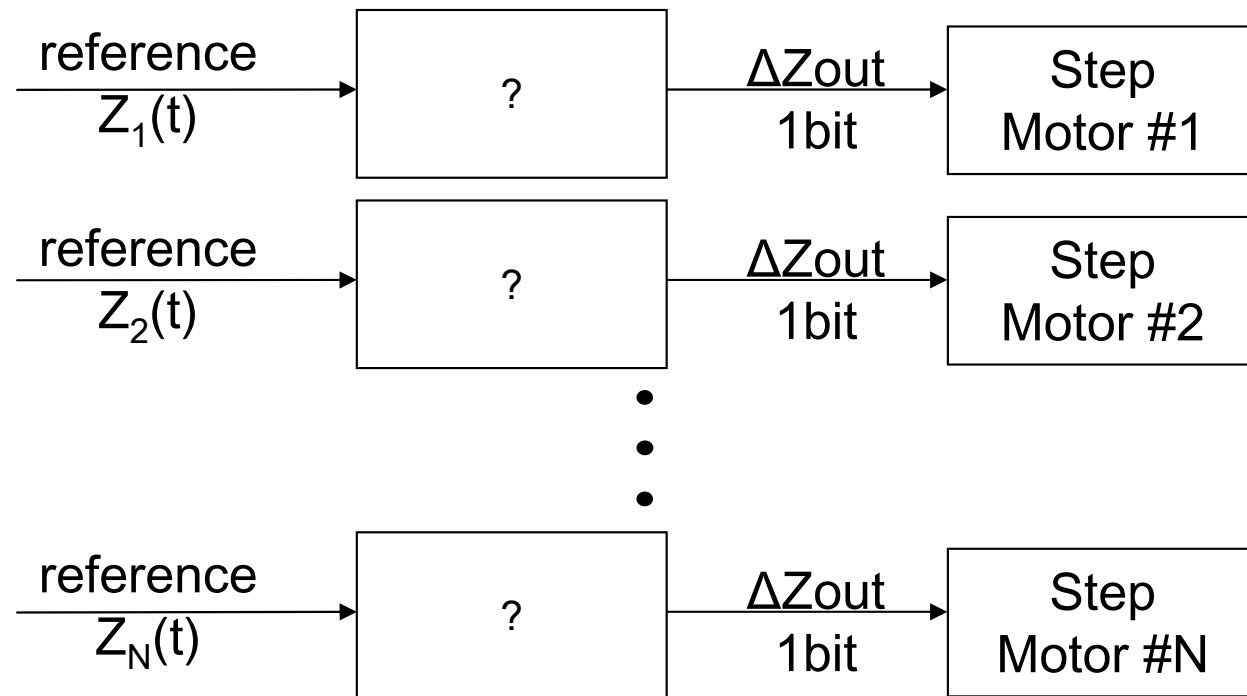 reference
Z₁(t)
?
ΔZout
1bit
Step
Motor #1
reference
Z₂(t)
?
ΔZout
1bit
Step
Motor #2
reference
Z_N(t)
?
ΔZout
1bit
Step
Motor #N